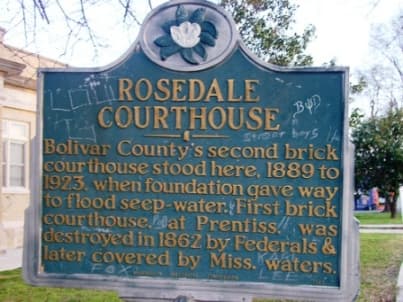 ROSEDALE
COURTHOUSE
Bolivar County's second brick
courthouse stood here, 1889 to
1923, when foundation gave way
to flood seep-water. First brick
courthouse, at Prentiss, was
destroyed in 1862 by Federals &
later covered by Miss. waters.